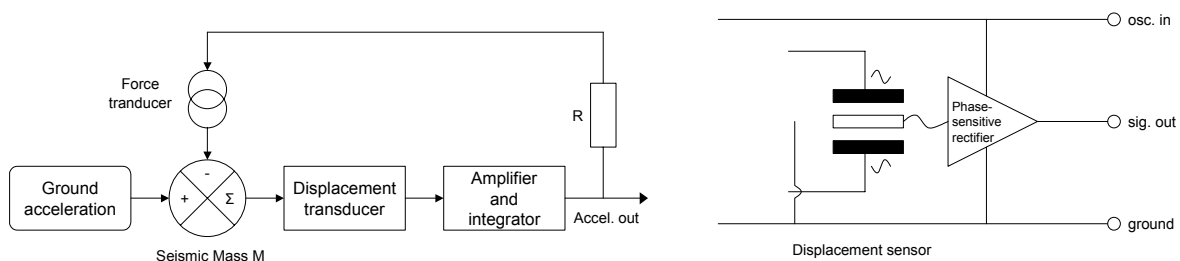 Force
tranducer
R
Ground
acceleration
-
+
Σ
Displacement
transducer
Amplifier
and
integrator
Accel. out
Seismic Mass M
osc. in
Phase-
sensitive
rectifier
sig. out
ground
Displacement sensor